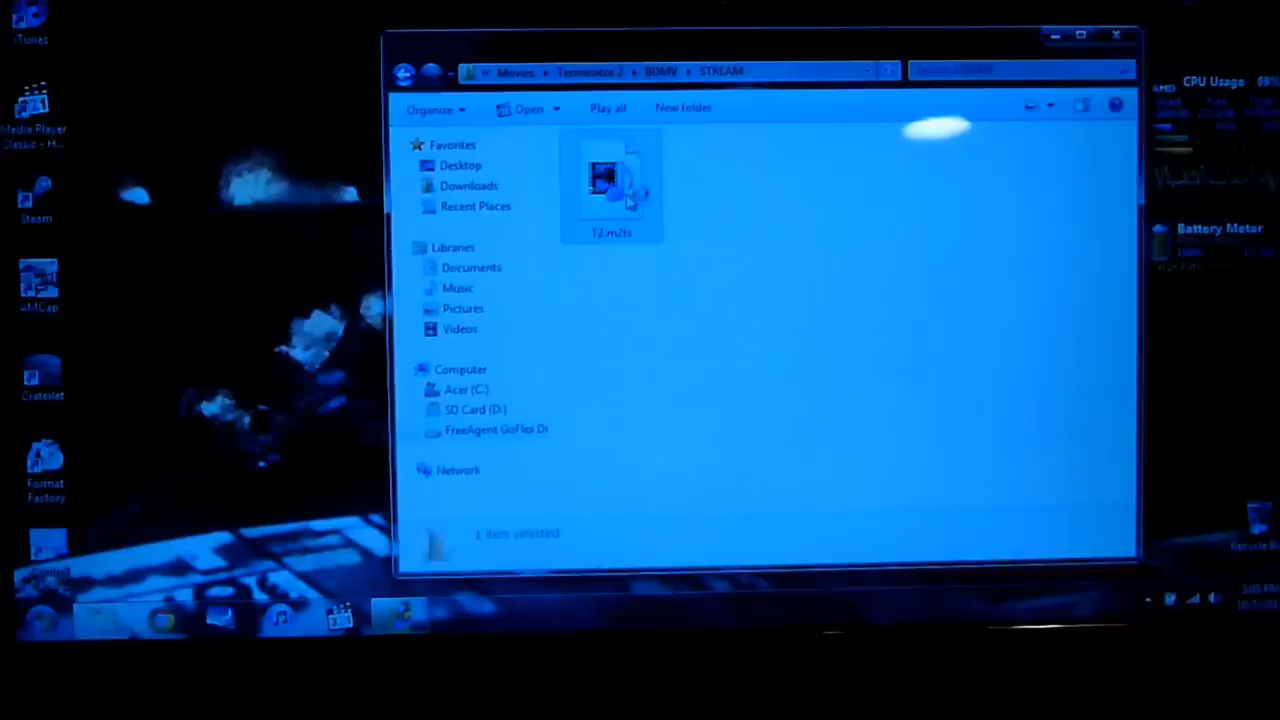 iTunes
Media Player
Classic - H...
Steam
AMCap
Format
Factory
Movies Terminator 2 BDMV STREAM
Organize Open Play all New folder
Favorites
Desktop
Downloads
Recent Places
Libraries
Documents
Music
Pictures
Videos
Computer
Acer (C:)
SD Card (D:)
FreeAgent GoFlex Dr
Network
T2.m2ts
1 item selected
AMD CPU Usage
Battery Meter